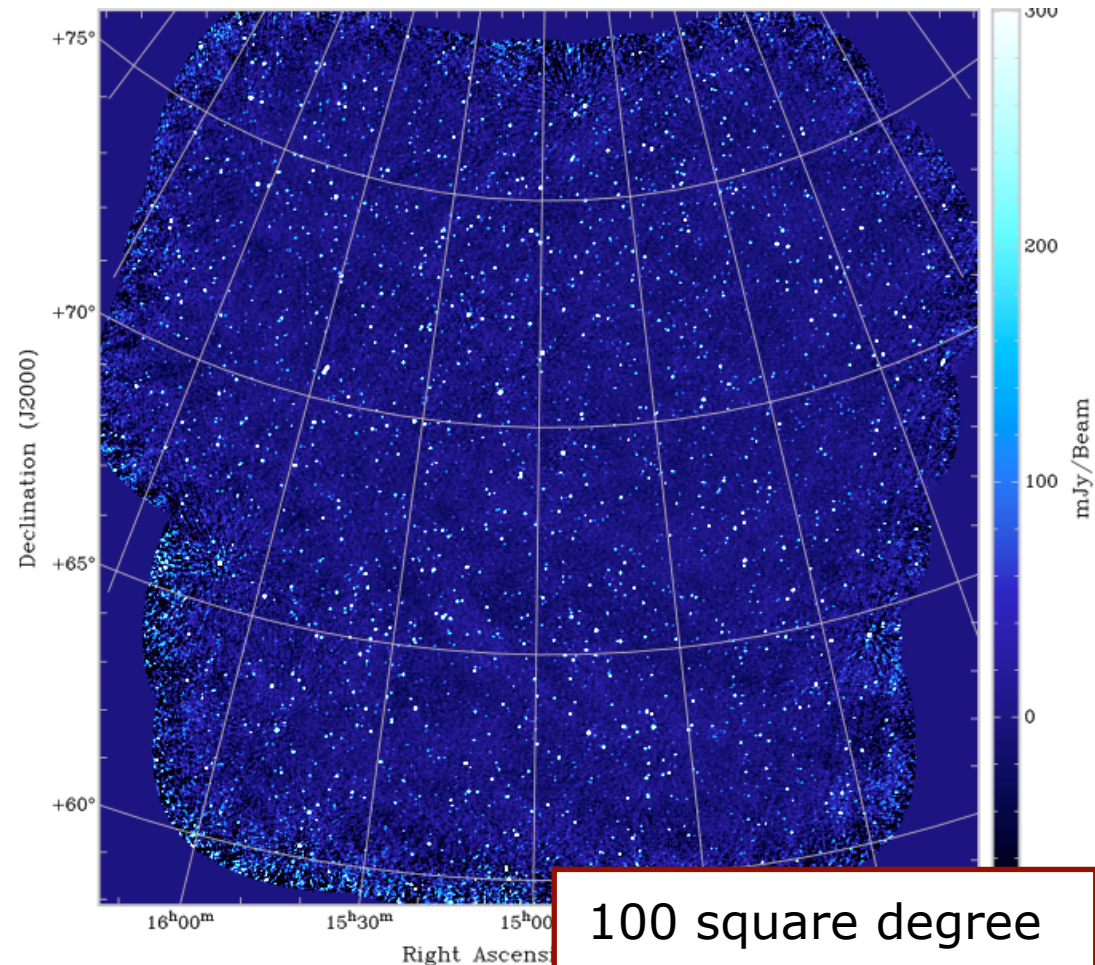 300
+75°
200
+70°
Declination (J2000)
mJy/Beam
100
+65°
0
+60°
16ʰ00ᵐ
15ʰ30ᵐ
15ʰ00
Right
100 square degree